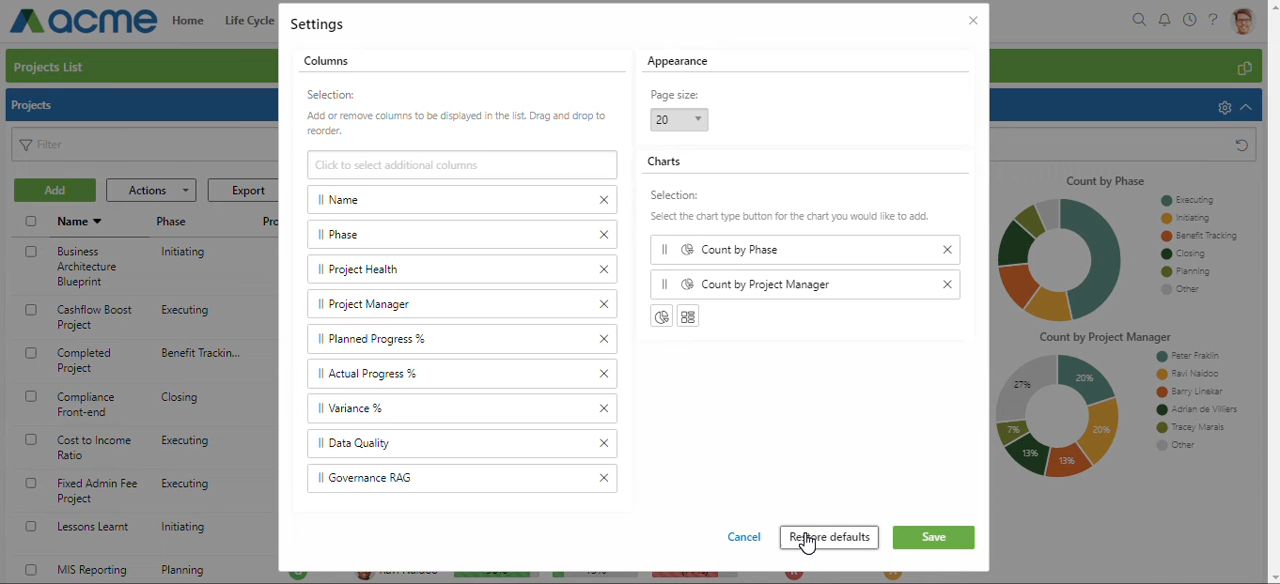 acme
Home
Life Cycle
?
Settings
Projects List
Projects
Filter
Add
Actions
Export
Name
Phase
Business
Architecture
Blueprint
Initiating
Cashflow Boost
Project
Executing
Completed
Project
Benefit Trackin...
Compliance
Front-end
Closing
Cost to Income
Ratio
Executing
Fixed Admin Fee
Project
Executing
Lessons Learnt
Initiating
MIS Reporting
Planning
Columns
Selection:
Add or remove columns to be displayed in the list. Drag and drop to
reorder.
Click to select additional columns
Name
Phase
Project Health
Project Manager
Planned Progress %
Actual Progress %
Variance %
Data Quality
Governance RAG
Appearance
Page size:
20
Charts
Selection:
Select the chart type button for the chart you would like to add.
Count by Phase
Count by Project Manager
Cancel
Restore defaults
Save
Count by Phase
Executing
Initiating
Benefit Tracking
Closing
Planning
Other
Count by Project Manager
20%
20%
13%
13%
7%
27%
Peter Fraklin
Ravi Naidoo
Barry Linekar
Adrian de Villiers
Tracey Marais
Other